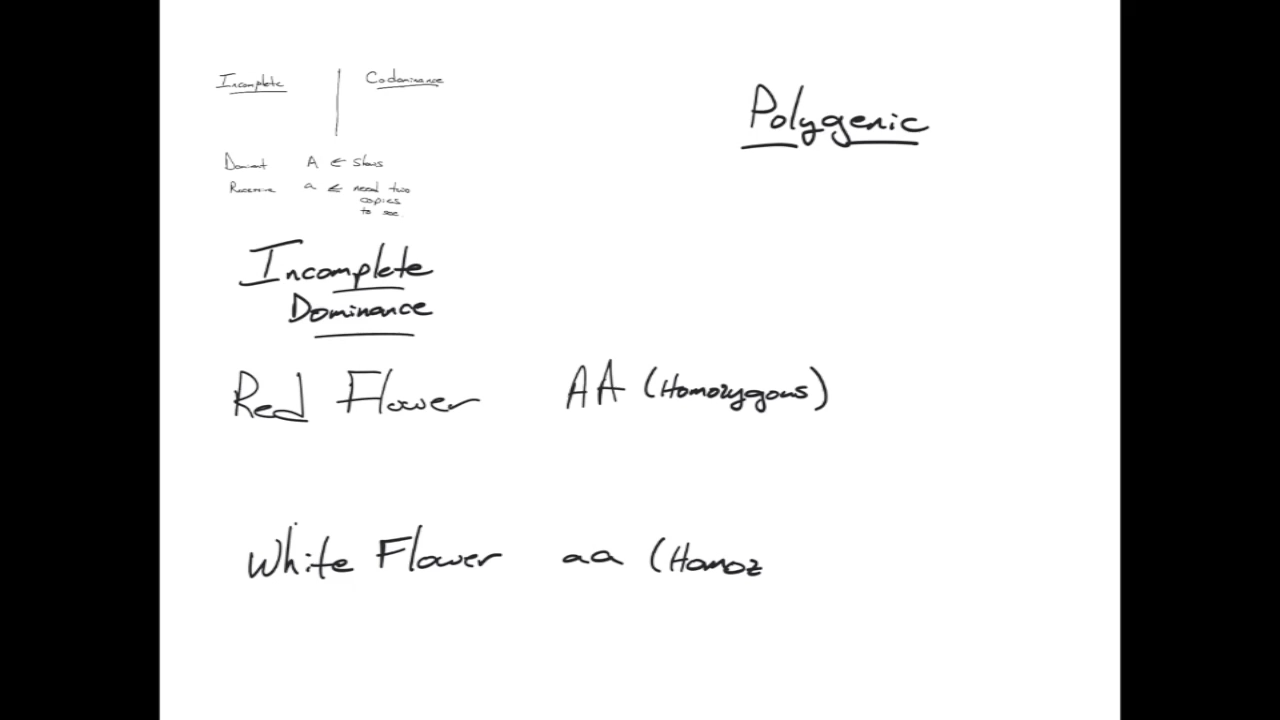 Incomplete
Codominance
Polygenic
Dominant A ← shows
Recessive a ← need two
copies
to see.
Incomplete
Dominance
Red Flower AA (Homozygous)
White Flower aa (Homoz